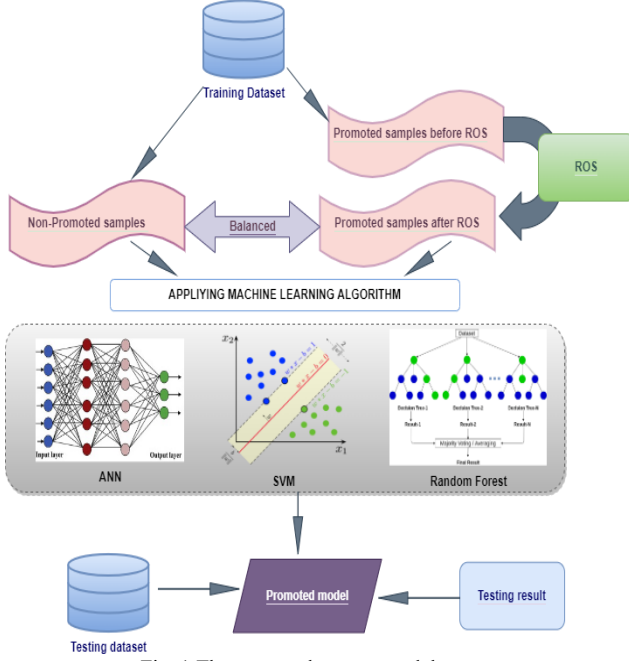 Training Dataset
Promoted samples before ROS
ROS
Non-Promoted samples
Balanced
Promoted samples after ROS
APPLIYING MACHINE LEARNING ALGORITHM
Input layer
Output layer
ANN
x₂
x₁
SVM
Dataset
Decision Tree-1
Decision Tree-2
Decision Tree-N
Result-1
Result-2
Result-N
Majority Voting / Averaging
Final Result
Random Forest
Promoted model
Testing result
Testing dataset